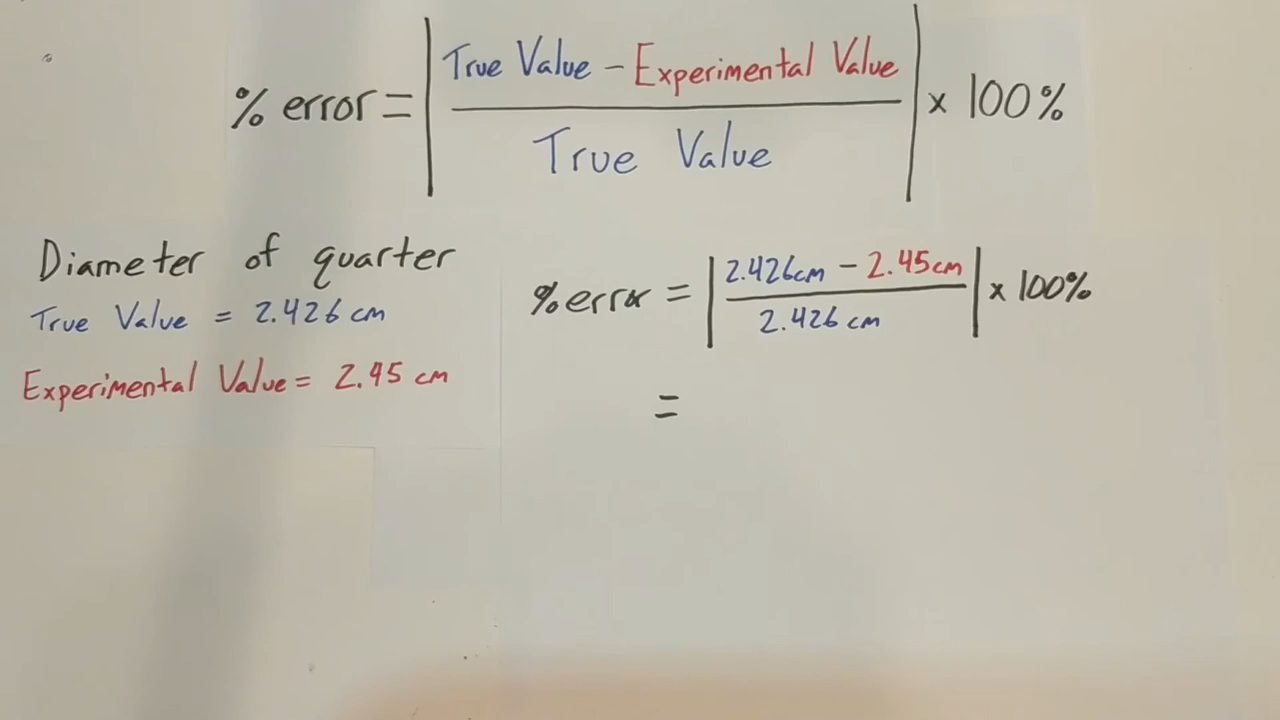 % error = | True Value - Experimental Value / True Value | x 100%
Diameter of quarter
True Value = 2.426 cm
Experimental Value = 2.45 cm
% error = | 2.426cm - 2.45cm / 2.426 cm | x 100%
=